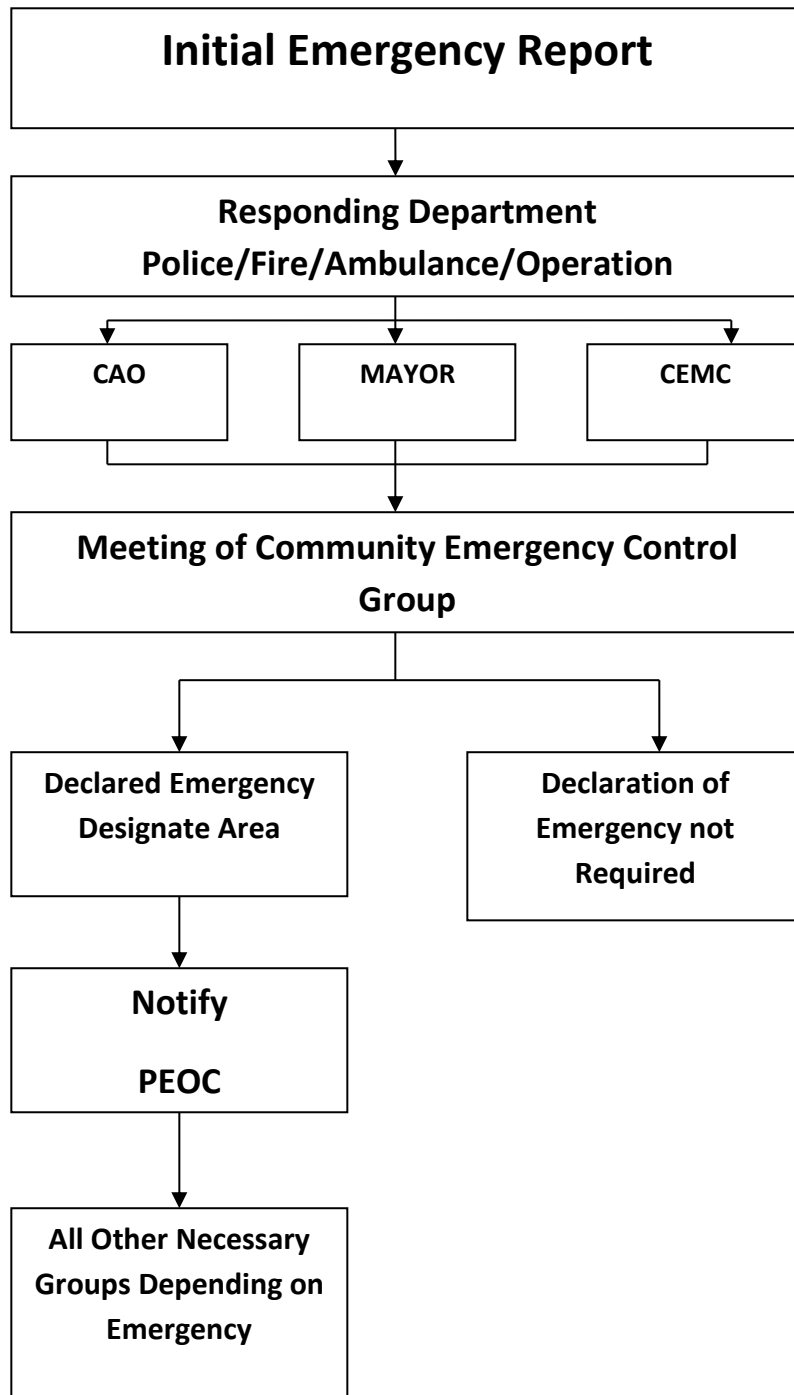 Initial Emergency Report
Responding Department
Police/Fire/Ambulance/Operation
CAO
MAYOR
CEMC
Meeting of Community Emergency Control
Group
Declared Emergency
Designate Area
Declaration of
Emergency not
Required
Notify
PEOC
All Other Necessary
Groups Depending on
Emergency